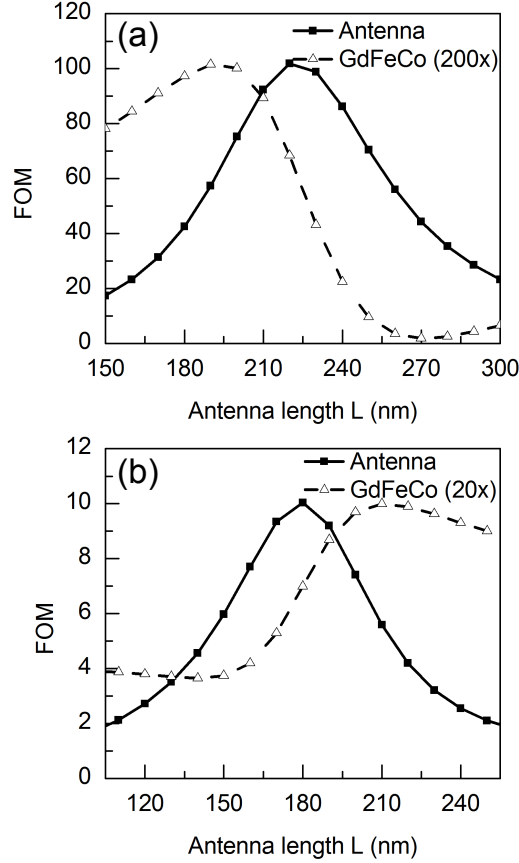 (a)
Antenna
GdFeCo (200x)
120
100
80
60
40
20
0
FOM
150 180 210 240 270 300
Antenna length L (nm)
(b)
Antenna
GdFeCo (20x)
12
10
8
6
4
2
0
FOM
120 150 180 210 240
Antenna length L (nm)